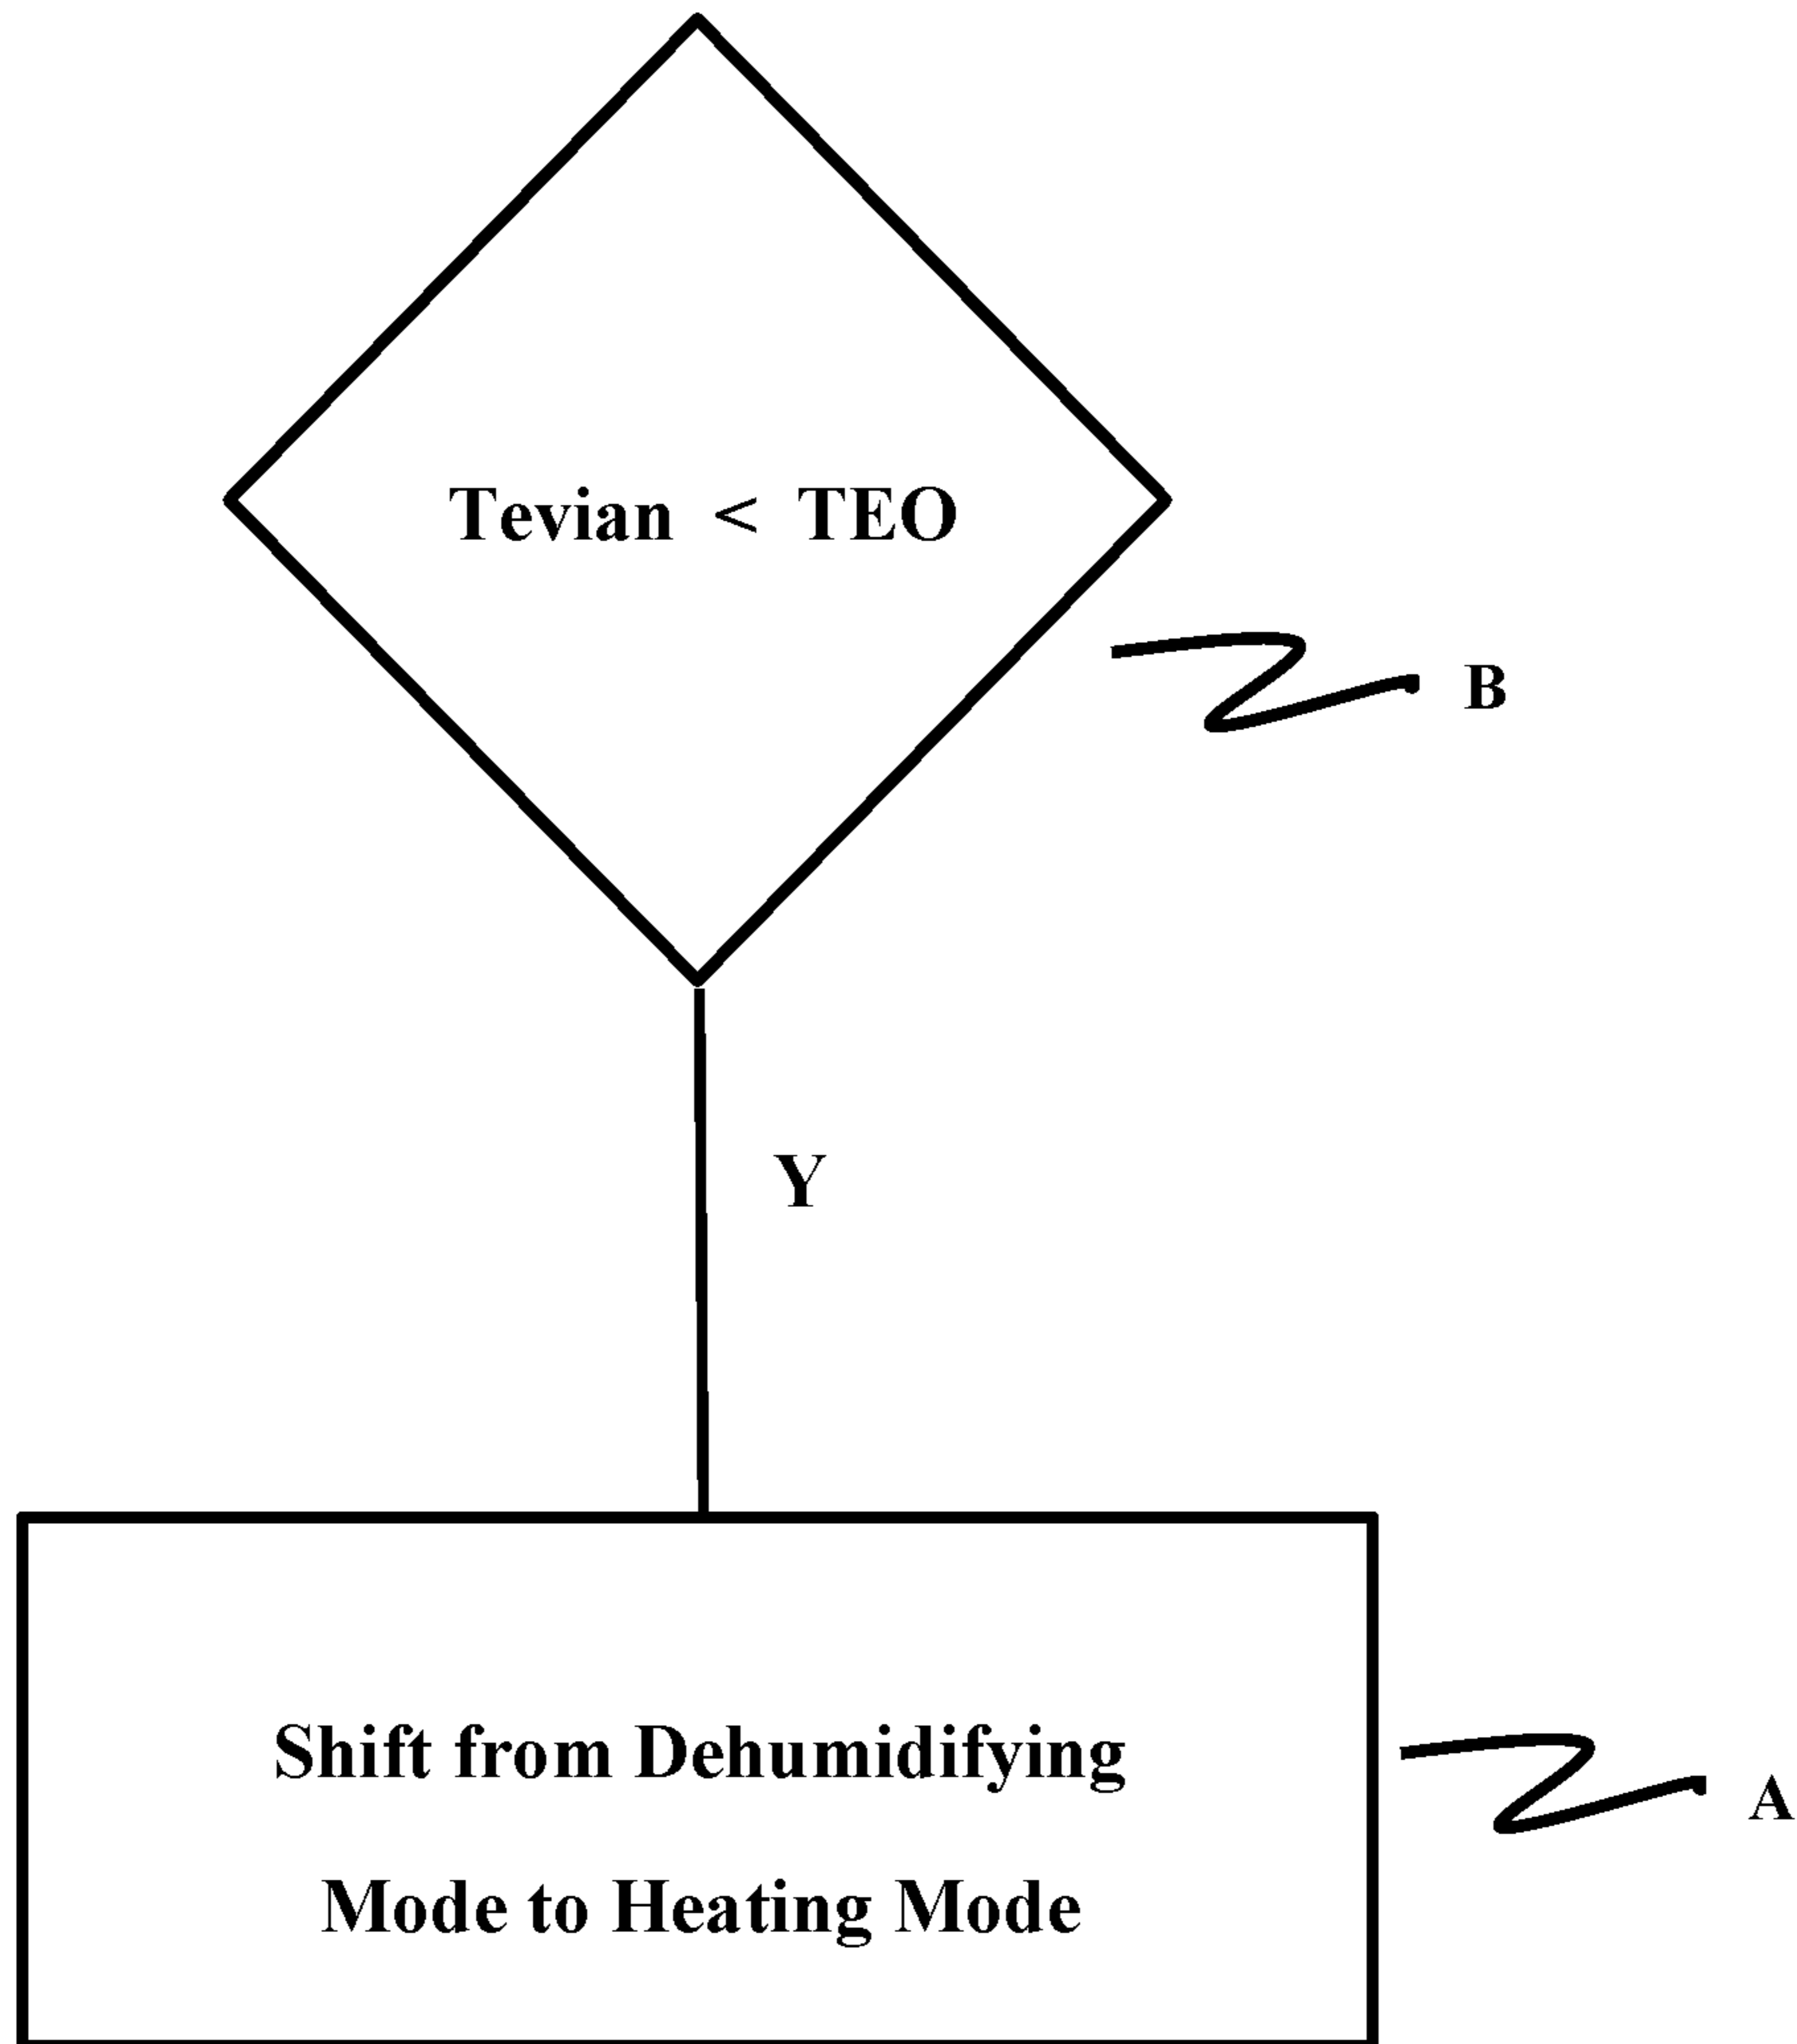 Tevian < TEO
B
Y
Shift from Dehumidifying
A
Mode to Heating Mode